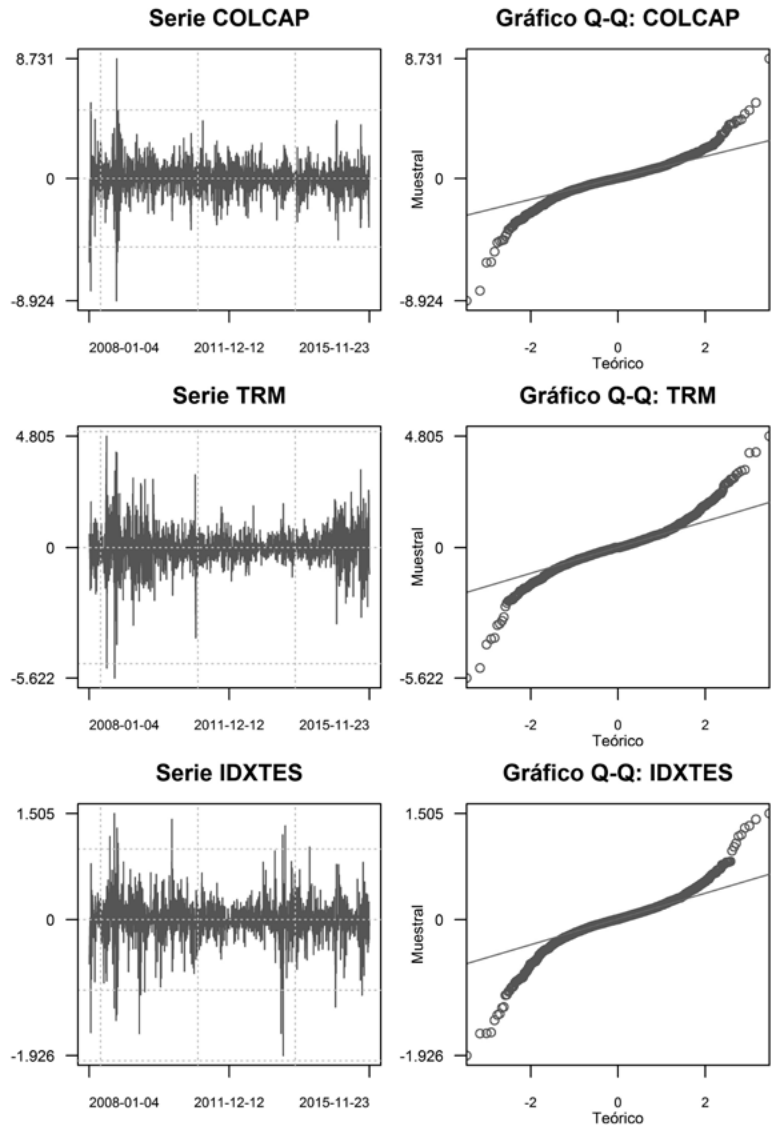 Serie COLCAP
8.731
0
-8.924
2008-01-04 2011-12-12 2015-11-23
Gráfico Q-Q: COLCAP
8.731
0
-8.924
Muestral
-2 0 2
Teórico
Serie TRM
4.805
0
-5.622
2008-01-04 2011-12-12 2015-11-23
Gráfico Q-Q: TRM
4.805
0
-5.622
Muestral
-2 0 2
Teórico
Serie IDXTES
1.505
0
-1.926
2008-01-04 2011-12-12 2015-11-23
Gráfico Q-Q: IDXTES
1.505
0
-1.926
Muestral
-2 0 2
Teórico